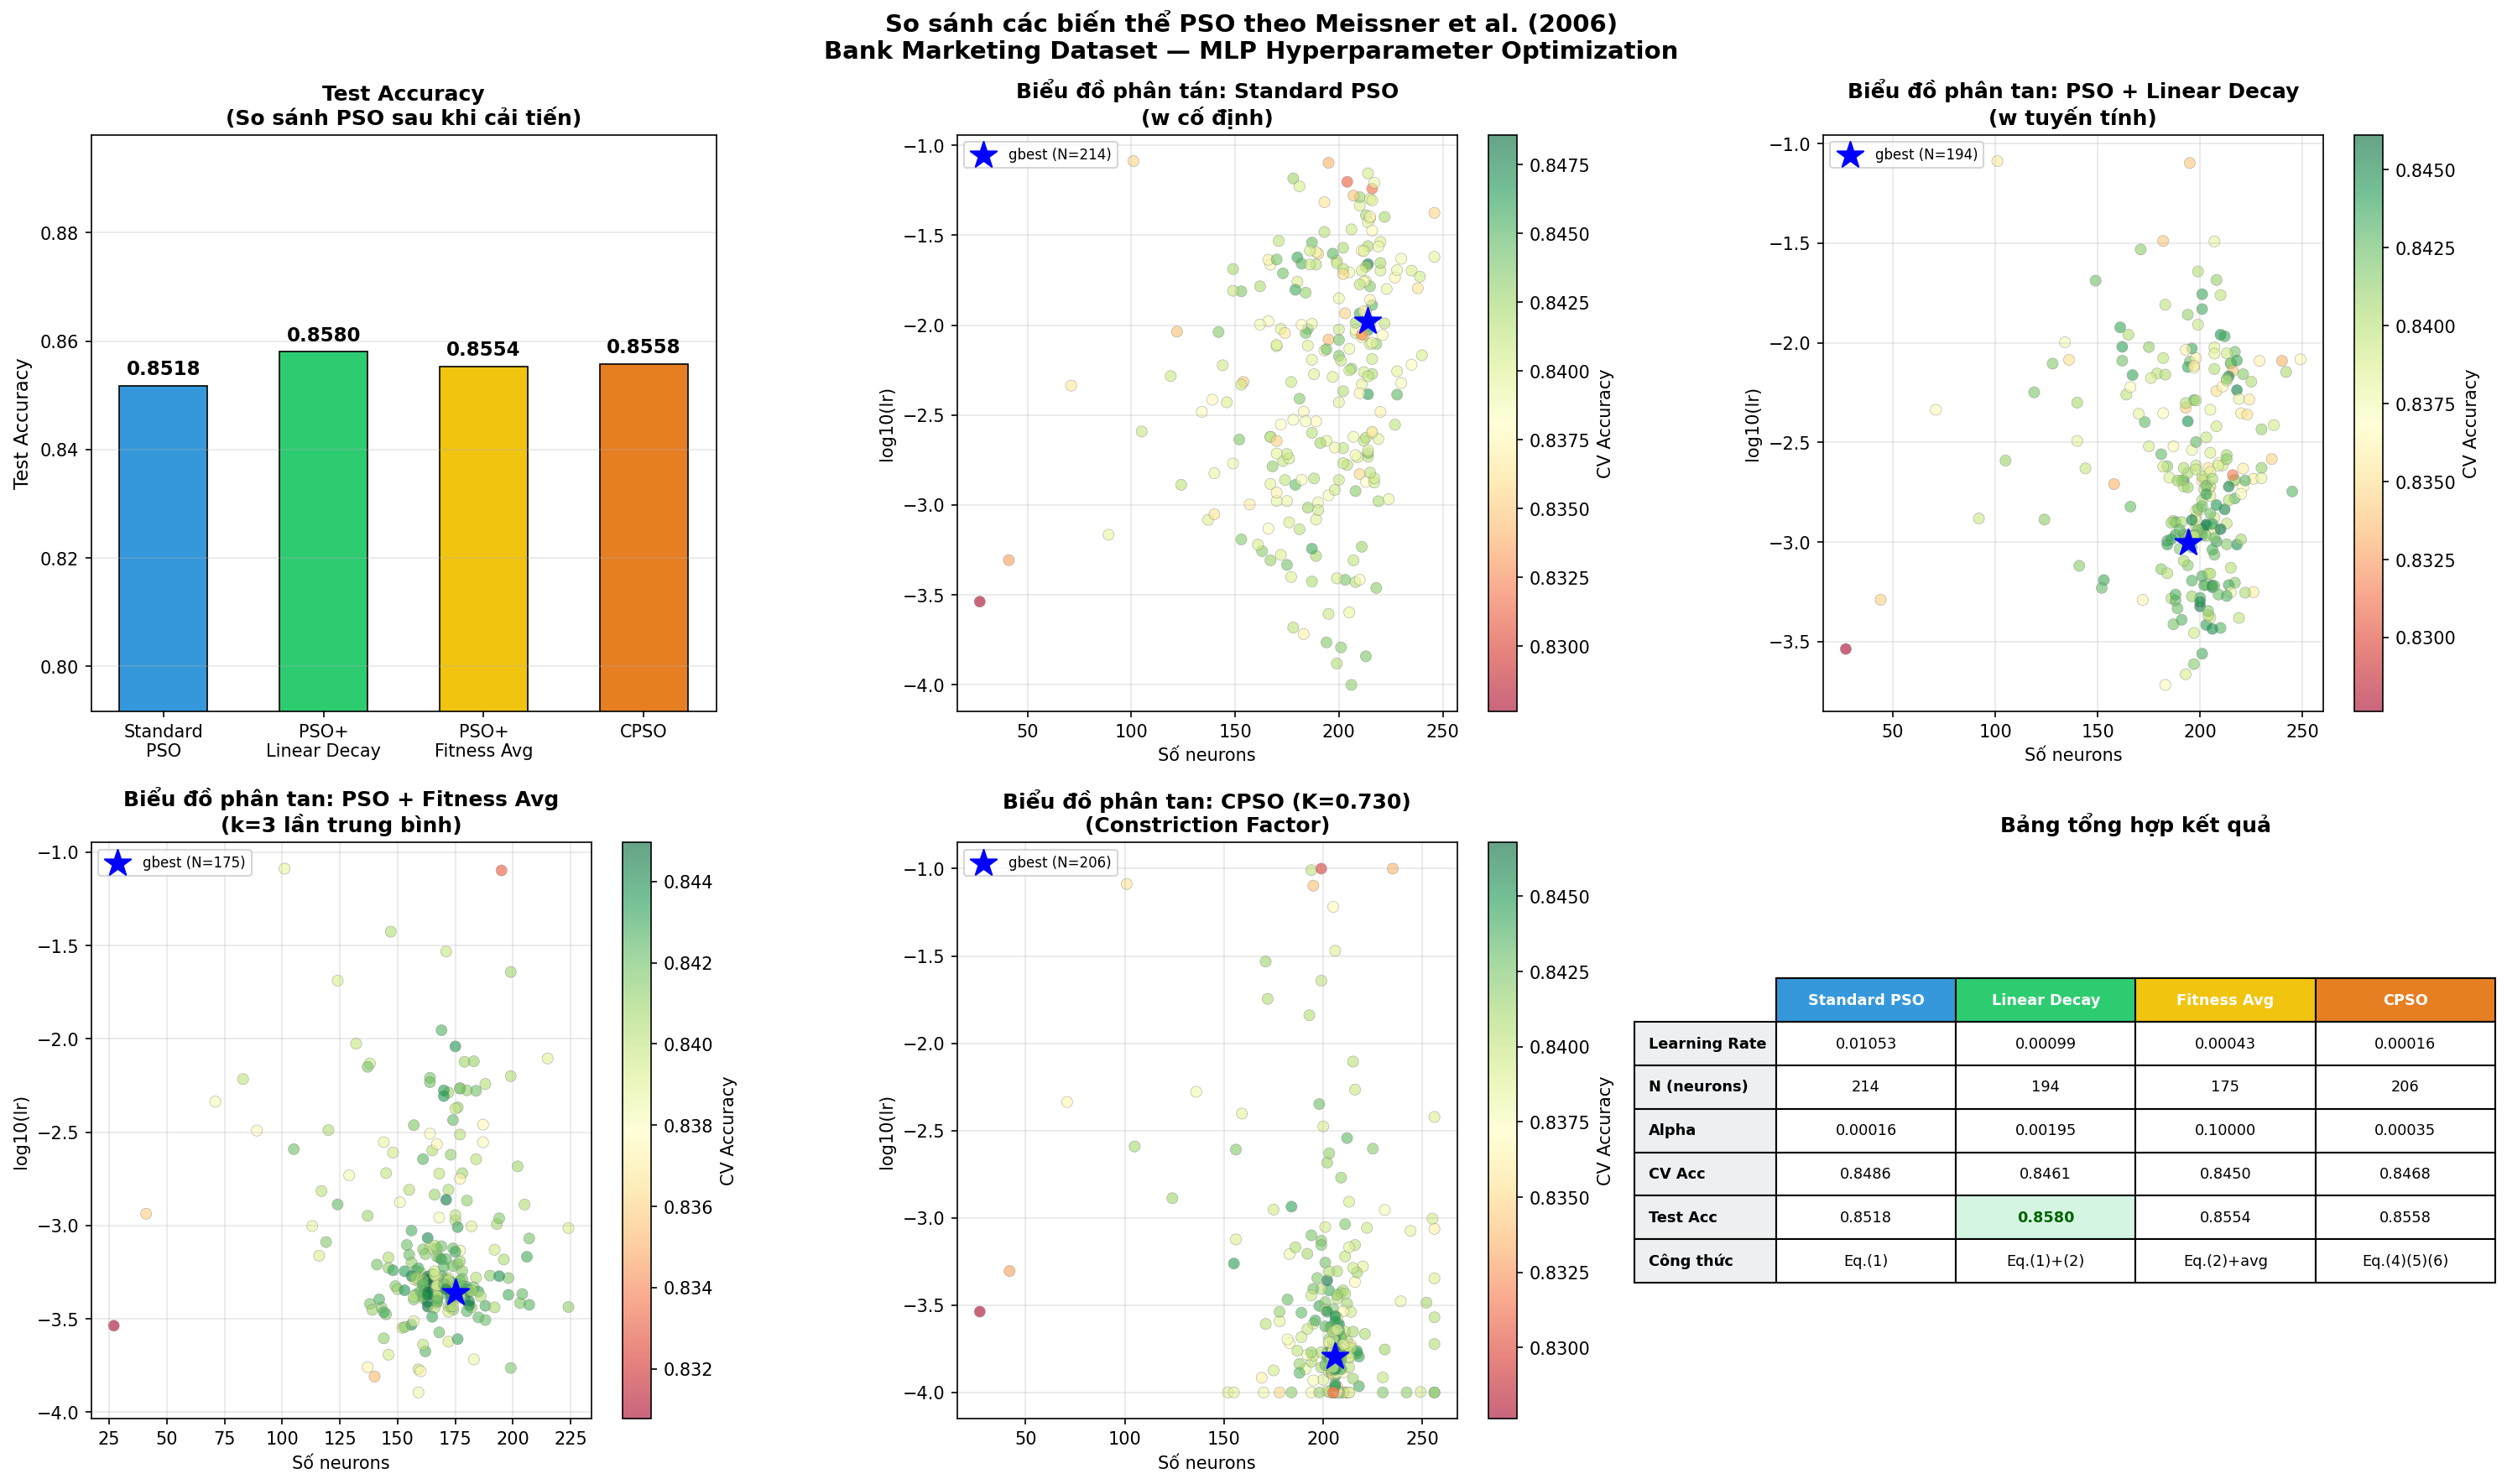 So sánh các biến thể PSO theo Meissner et al. (2006)
Bank Marketing Dataset — MLP Hyperparameter Optimization
Test Accuracy
(So sánh PSO sau khi cải tiến)
Test Accuracy
0.88
0.86
0.84
0.82
0.80
0.8518
0.8580
0.8554
0.8558
Standard
PSO
PSO+
Linear Decay
PSO+
Fitness Avg
CPSO
Biểu đồ phân tán: Standard PSO
(w cố định)
gbest (N=214)
log10(lr)
−1.0
−1.5
−2.0
−2.5
−3.0
−3.5
−4.0
50 100 150 200 250
Số neurons
0.8475
0.8450
0.8425
0.8400
0.8375
0.8350
0.8325
0.8300
CV Accuracy
Biểu đồ phân tan: PSO + Linear Decay
(w tuyến tính)
gbest (N=194)
log10(lr)
−1.0
−1.5
−2.0
−2.5
−3.0
−3.5
50 100 150 200 250
Số neurons
0.8450
0.8425
0.8400
0.8375
0.8350
0.8325
0.8300
CV Accuracy
Biểu đồ phân tan: PSO + Fitness Avg
(k=3 lần trung bình)
gbest (N=175)
log10(lr)
−1.0
−1.5
−2.0
−2.5
−3.0
−3.5
−4.0
25 50 75 100 125 150 175 200 225
Số neurons
0.844
0.842
0.840
0.838
0.836
0.834
0.832
CV Accuracy
Biểu đồ phân tan: CPSO (K=0.730)
(Constriction Factor)
gbest (N=206)
log10(lr)
−1.0
−1.5
−2.0
−2.5
−3.0
−3.5
−4.0
50 100 150 200 250
Số neurons
0.8450
0.8425
0.8400
0.8375
0.8350
0.8325
0.8300
CV Accuracy
Bảng tổng hợp kết quả
Standard PSO Linear Decay Fitness Avg CPSO
Learning Rate 0.01053 0.00099 0.00043 0.00016
N (neurons) 214 194 175 206
Alpha 0.00016 0.00195 0.10000 0.00035
CV Acc 0.8486 0.8461 0.8450 0.8468
Test Acc 0.8518 0.8580 0.8554 0.8558
Công thức Eq.(1) Eq.(1)+(2) Eq.(2)+avg Eq.(4)(5)(6)